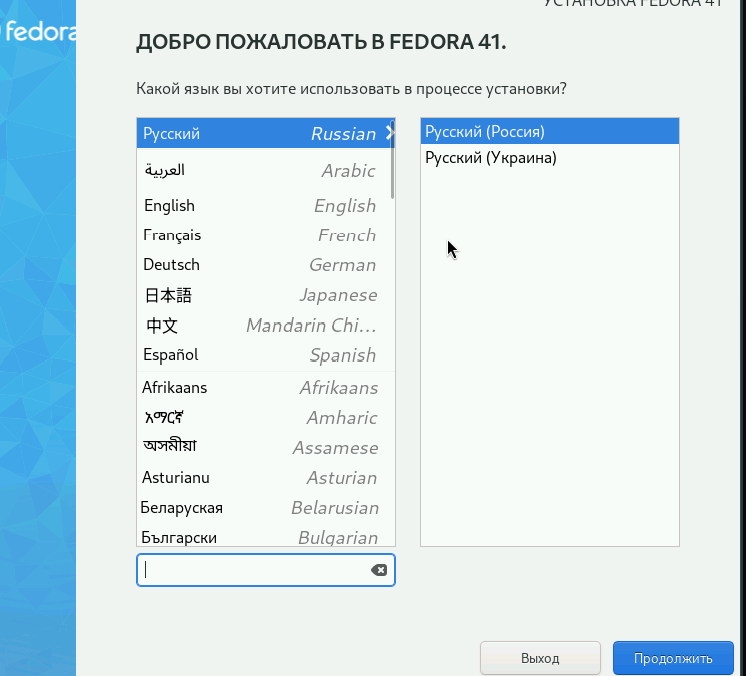 УСТАНОВКА FEDORA 41
fedora
ДОБРО ПОЖАЛОВАТЬ В FEDORA 41.
Какой язык вы хотите использовать в процессе установки?
Русский Russian
العربية Arabic
English English
Français French
Deutsch German
日本語 Japanese
中文 Mandarin Chi...
Español Spanish
Afrikaans Afrikaans
አማርኛ Amharic
অসমীয়া Assamese
Asturianu Asturian
Беларуская Belarusian
Български Bulgarian
Русский (Россия)
Русский (Украина)
Выход
Продолжить